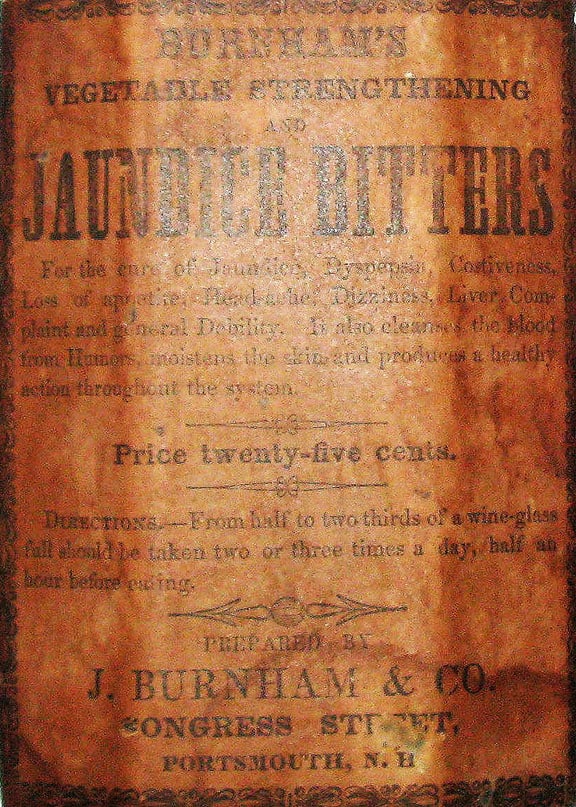 BURNHAM'S
VEGETABLE STRENGTHENING
AND
JAUNDICE BITTERS
For the cure of Jaundice, Dyspepsia, Costiveness,
Loss of appetite, Head-ache, Dizziness, Liver Com-
plaint and general Debility. It also cleanses the blood
from Humors, moistens the skin and produces a healthy
action throughout the system.
Price twenty-five cents.
DIRECTIONS.—From half to two thirds of a wine-glass
full should be taken two or three times a day, half an
hour before eating.
PREPARED BY
J. BURNHAM & CO.
CONGRESS STREET,
PORTSMOUTH, N. H